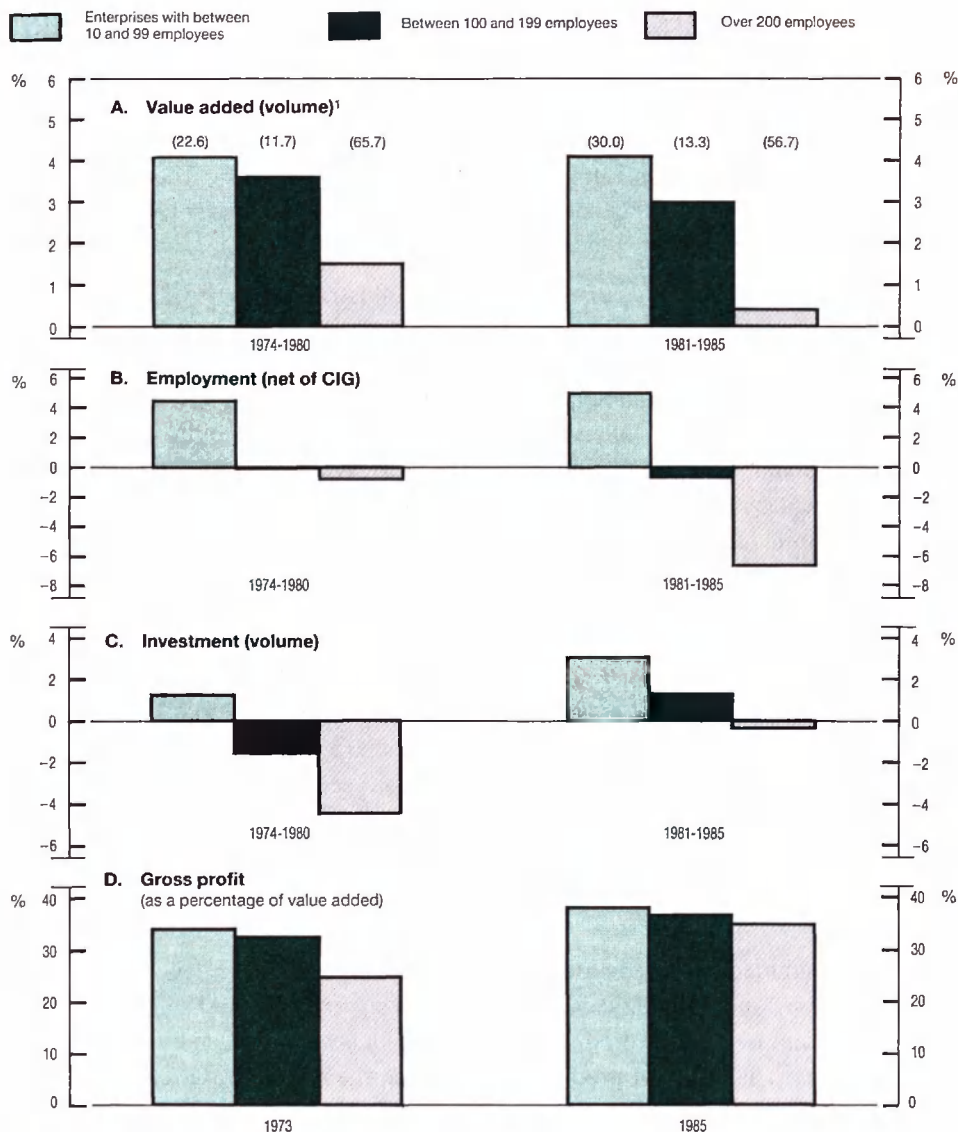 Enterprises with between
10 and 99 employees
Between 100 and 199 employees
Over 200 employees
% 6 6 %
A. Value added (volume)¹
5 5
(22.6) (11.7) (65.7) (30.0) (13.3) (56.7)
4 4
3 3
2 2
1 1
0 0
1974-1980 1981-1985
% 6 B. Employment (net of CIG) 6 %
4 4
2 2
0 0
-2 -2
-4 -4
-6 -6
-8 1974-1980 1981-1985 -8
% 4 C. Investment (volume) 4 %
2 2
0 0
-2 -2
-4 -4
-6 1974-1980 1981-1985 -6
D. Gross profit
% 40 (as a percentage of value added) 40 %
30 30
20 20
10 10
0 0
1973 1985